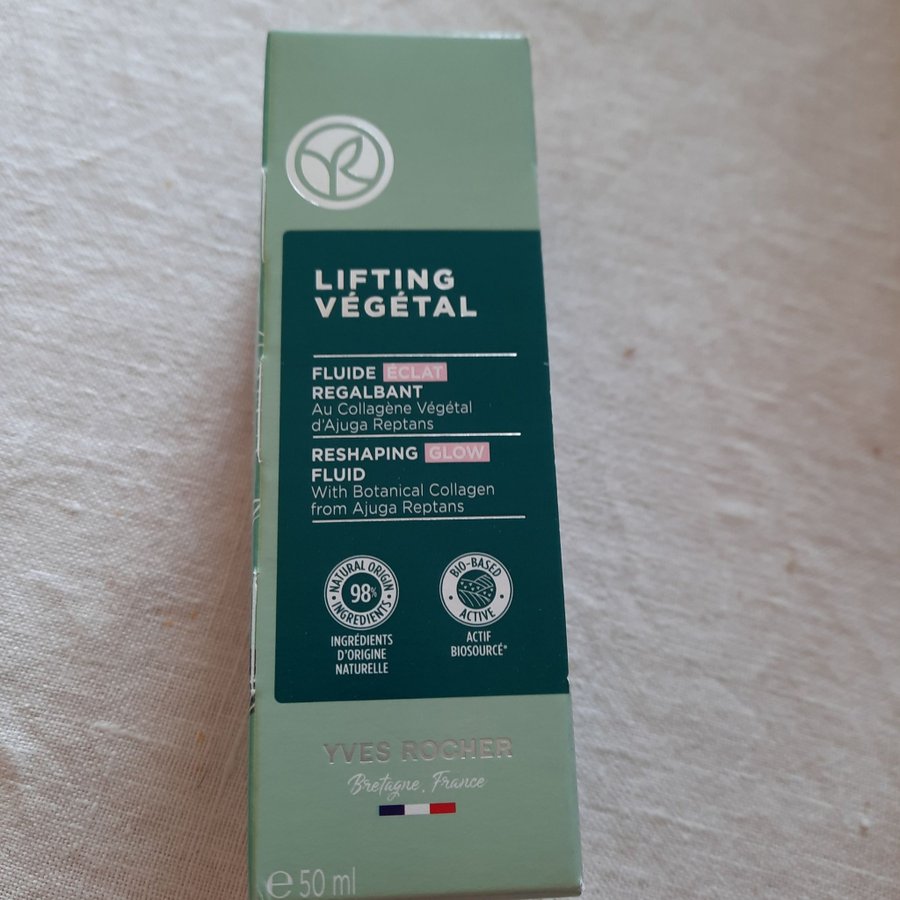 YR
LIFTING
VÉGÉTAL
FLUIDE ÉCLAT
REGALBANT
Au Collagène Végétal
d'Ajuga Reptans
RESHAPING GLOW
FLUID
With Botanical Collagen
from Ajuga Reptans
NATURAL ORIGIN
98%
INGREDIENTS
INGRÉDIENTS
D'ORIGINE
NATURELLE
BIO-BASED
ACTIVE
ACTIF
BIOSOURCÉ*
YVES ROCHER
Bretagne, France
℮ 50 ml